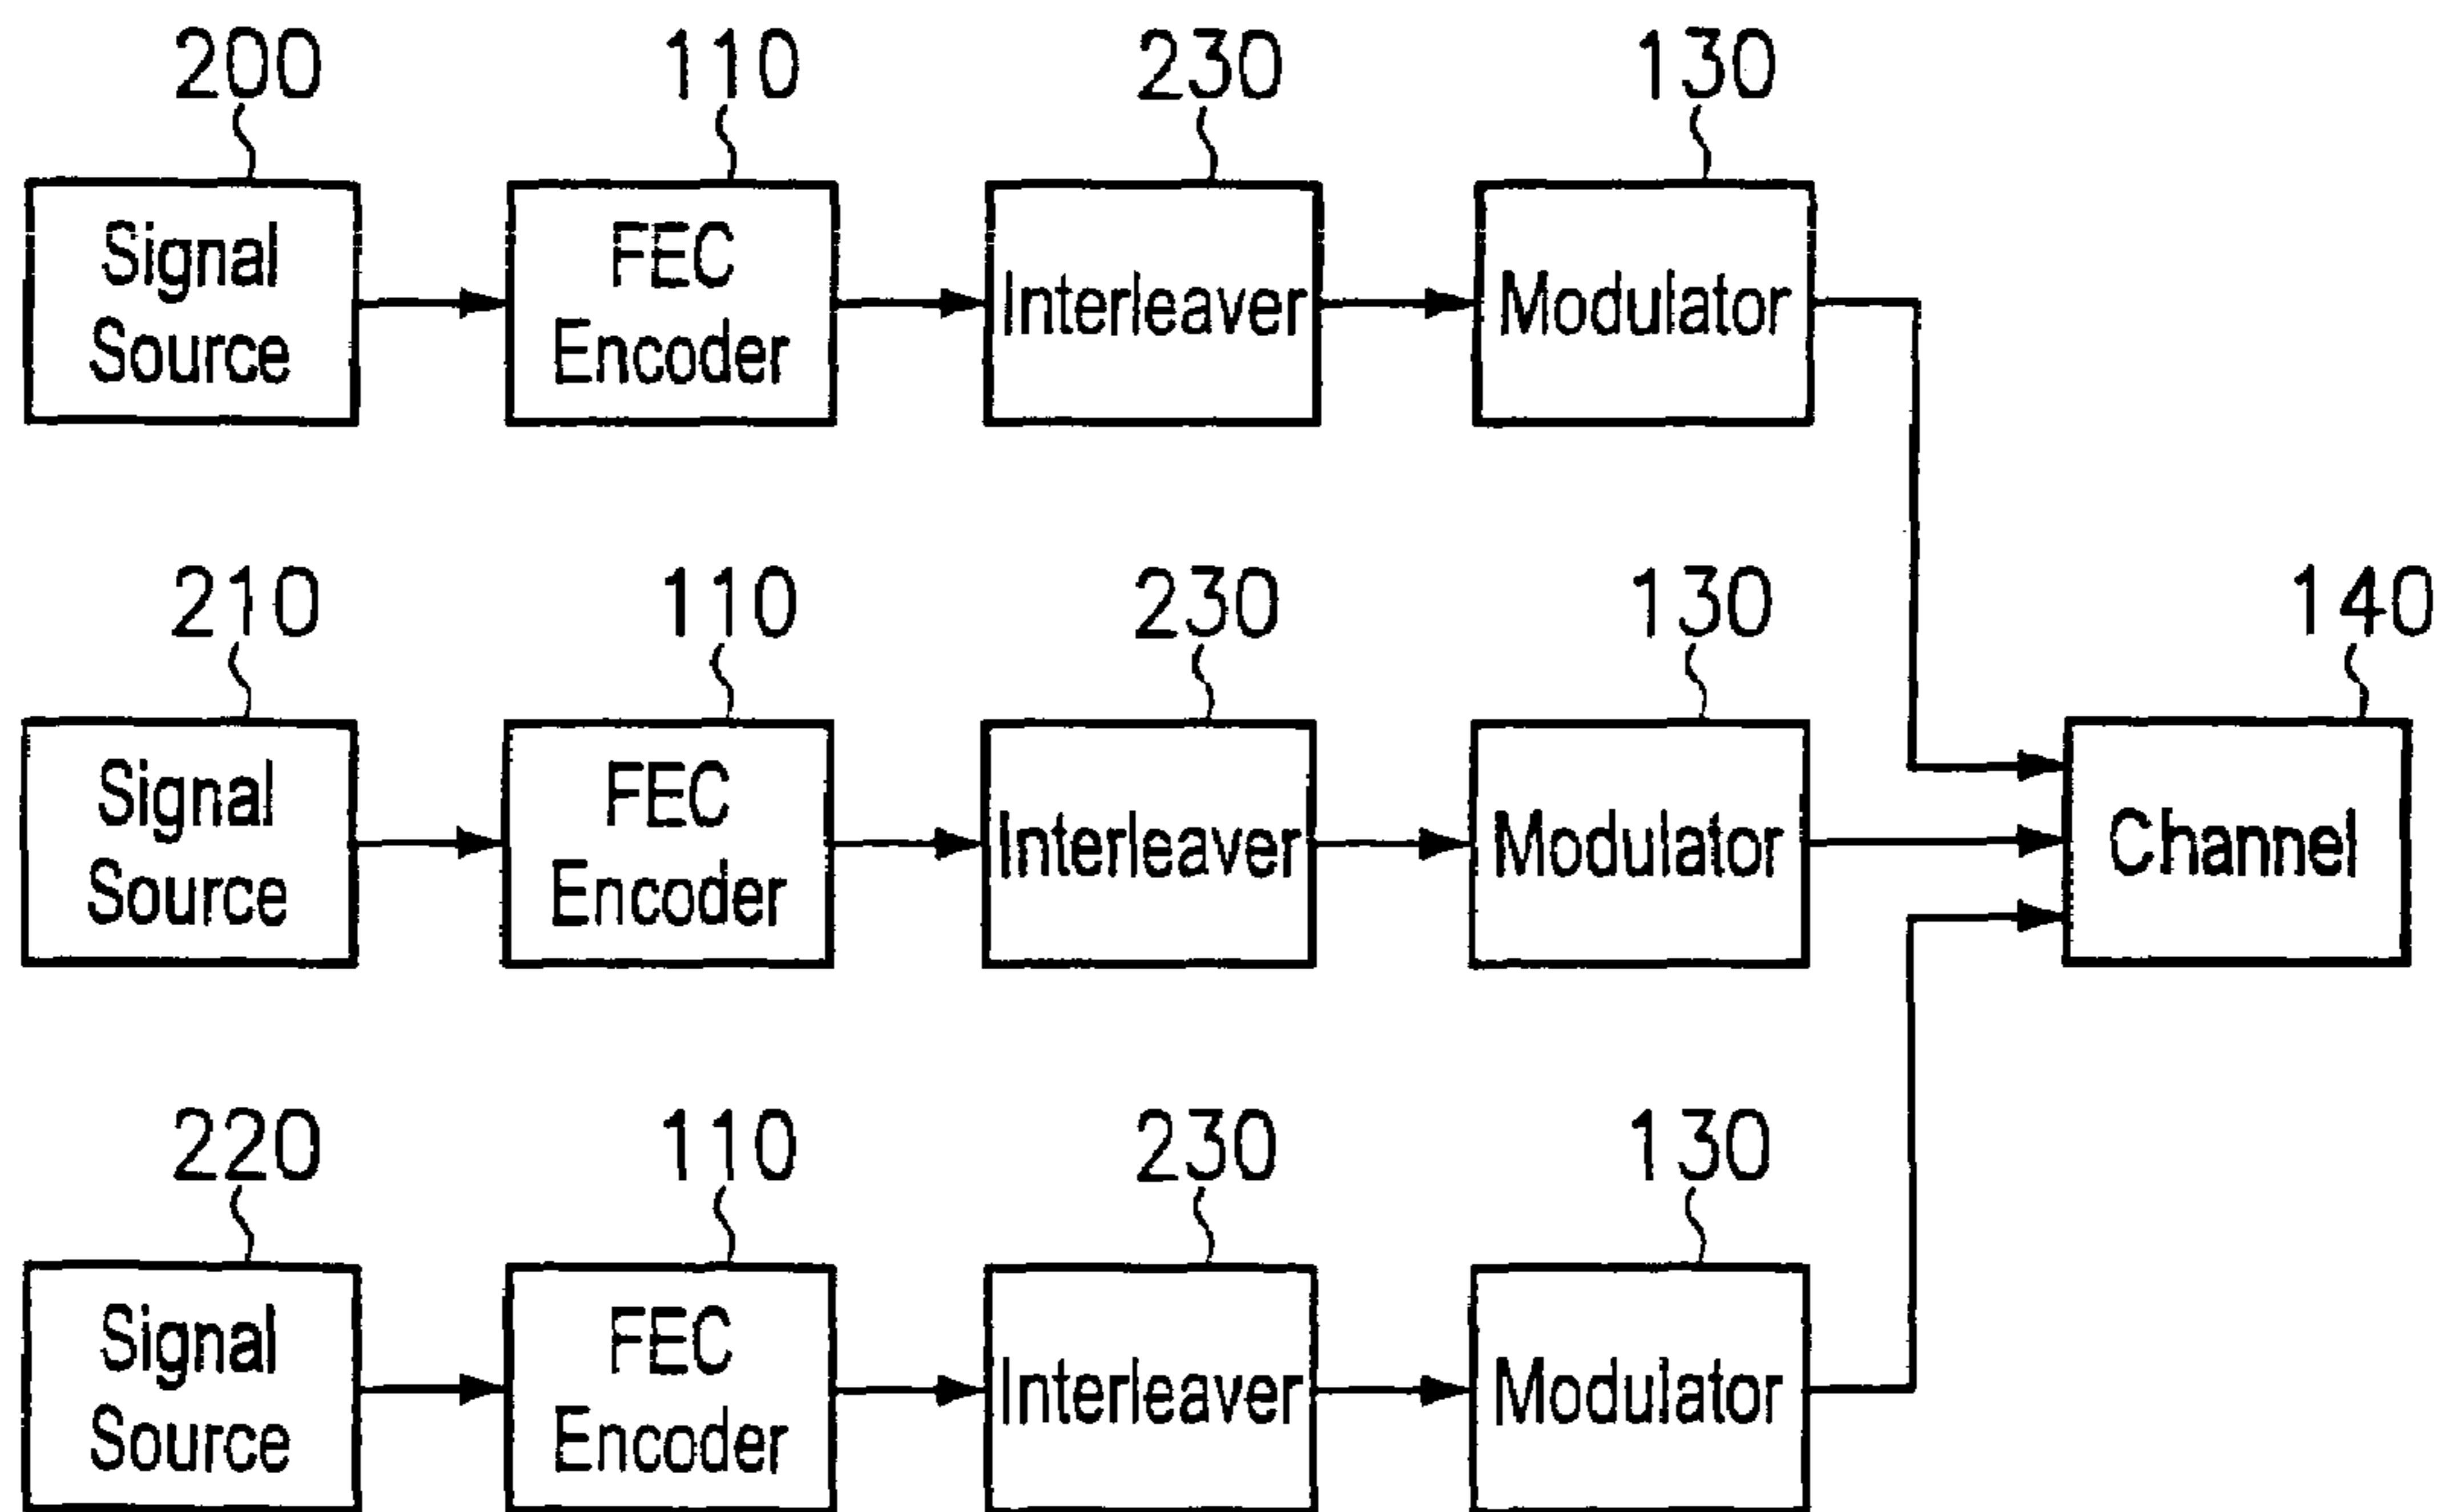 200 110 230 130
Signal
Source
FEC
Encoder
Interleaver
Modulator
210 110 230 130 140
Signal
Source
FEC
Encoder
Interleaver
Modulator
Channel
220 110 230 130
Signal
Source
FEC
Encoder
Interleaver
Modulator